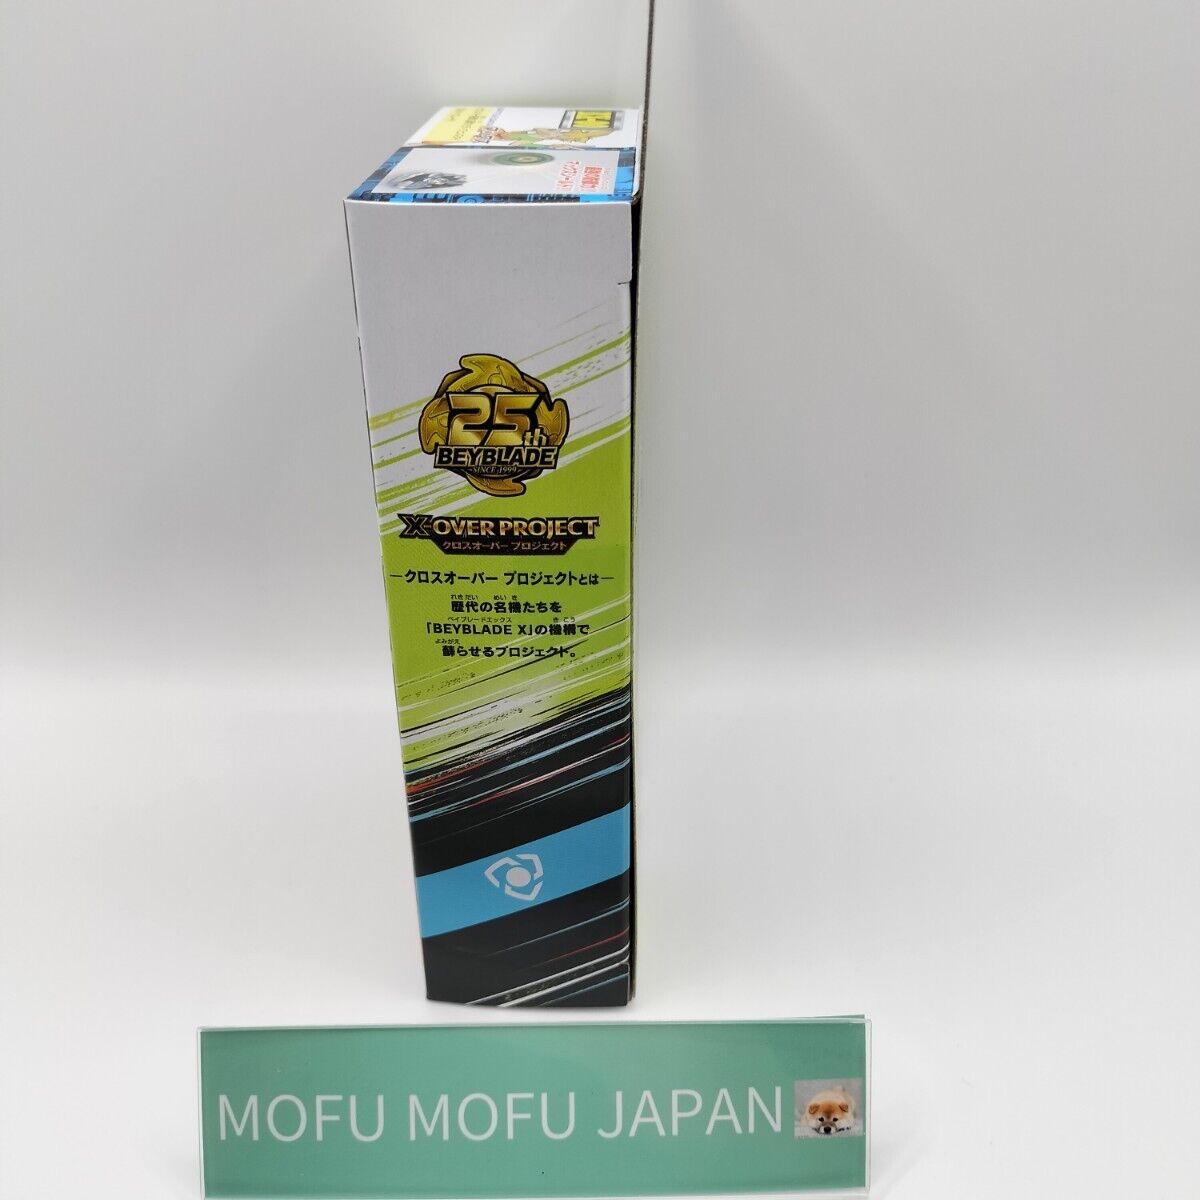 25th
BEYBLADE
SINCE 1999
X-OVER PROJECT
クロスオーバー プロジェクト
ークロスオーバー プロジェクトとはー
れきだい めいき
歴代の名機たちを
ベイブレードエックス きこう
「BEYBLADE X」の機構で
よみがえ
蘇らせるプロジェクト。
MOFU MOFU JAPAN